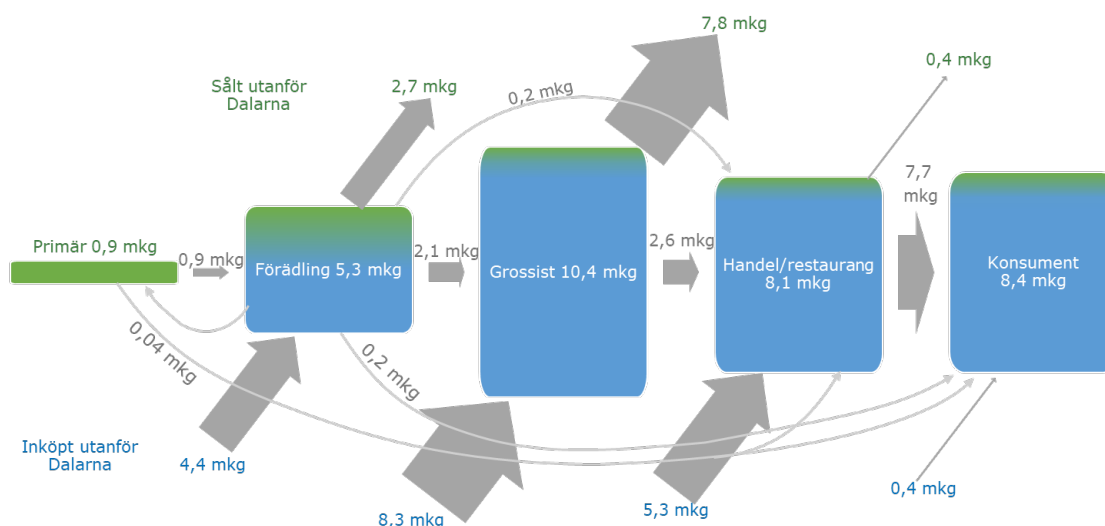 7,8 mkg
0,4 mkg
Sålt utanför
Dalarna
2,7 mkg
0,2 mkg
7,7
mkg
Primär 0,9 mkg
0,9 mkg
Förädling 5,3 mkg
2,1 mkg
Grossist 10,4 mkg
2,6 mkg
Handel/restaurang
8,1 mkg
Konsument
8,4 mkg
0,04 mkg
0,2 mkg
Inköpt utanför
Dalarna
4,4 mkg
8,3 mkg
5,3 mkg
0,4 mkg